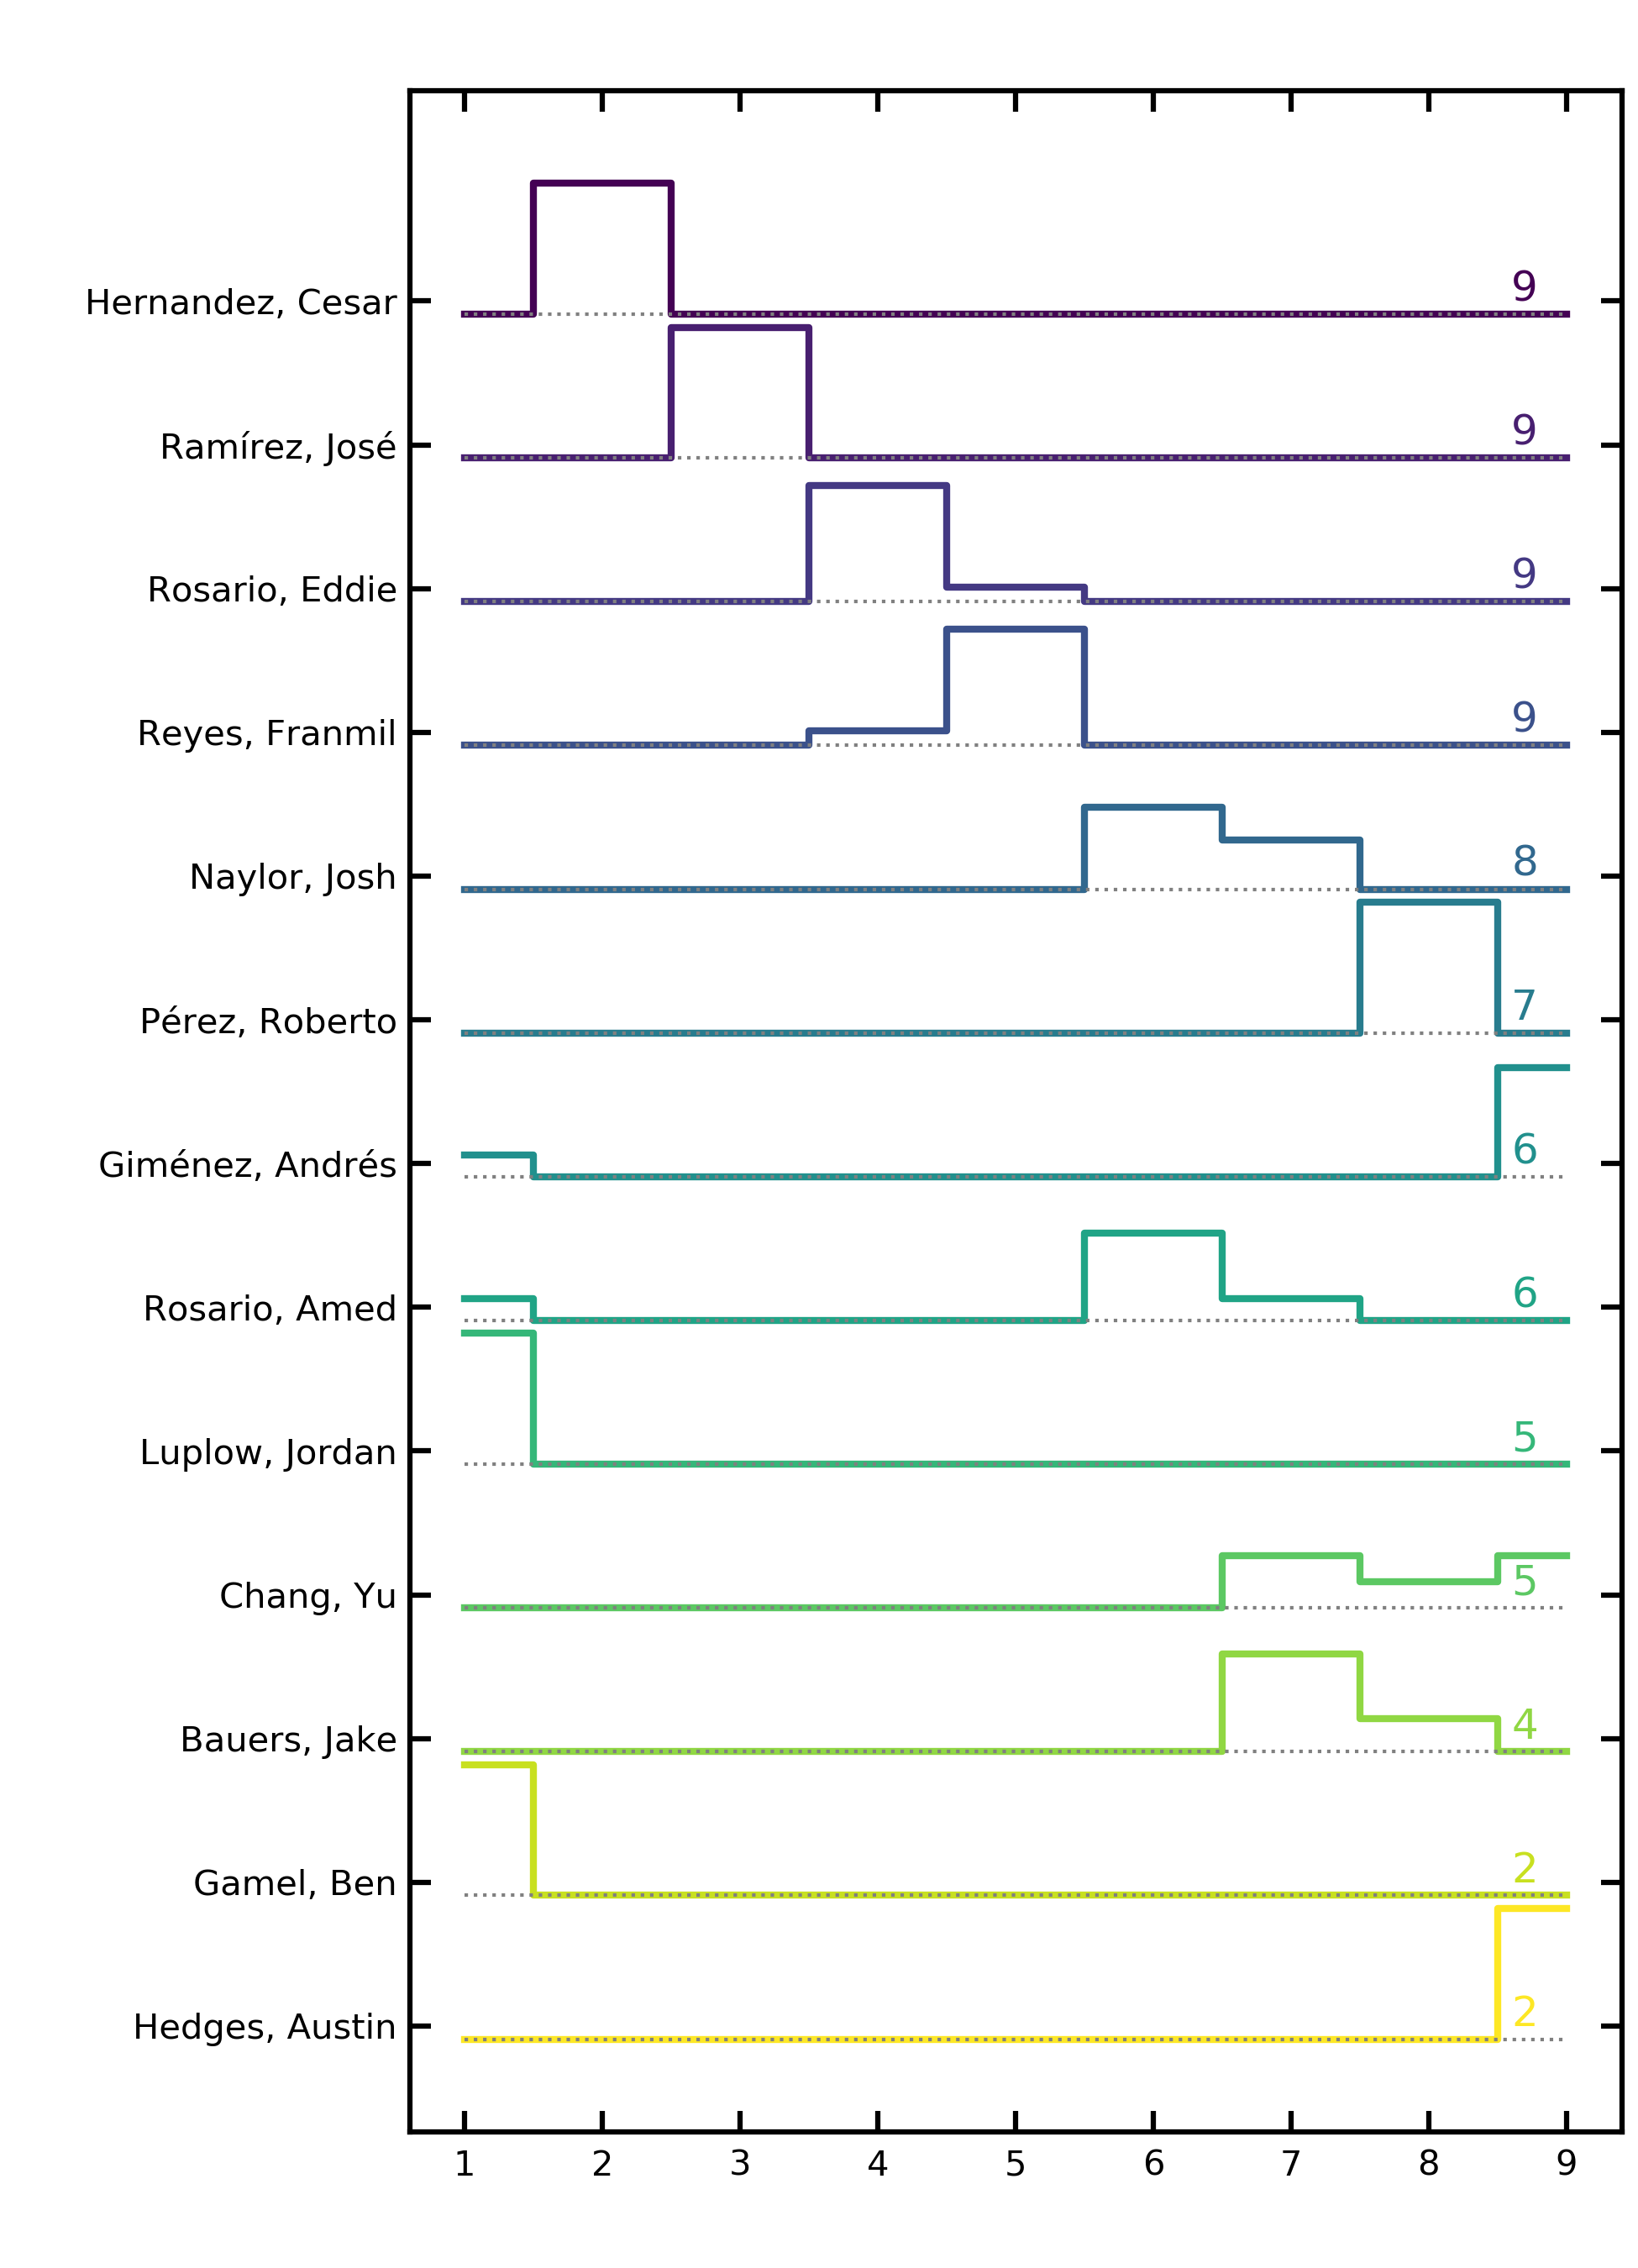 Hernandez, Cesar 9
Ramírez, José 9
Rosario, Eddie 9
Reyes, Franmil 9
Naylor, Josh 8
Pérez, Roberto 7
Giménez, Andrés 6
Rosario, Amed 6
Luplow, Jordan 5
Chang, Yu 5
Bauers, Jake 4
Gamel, Ben 2
Hedges, Austin 2
1 2 3 4 5 6 7 8 9